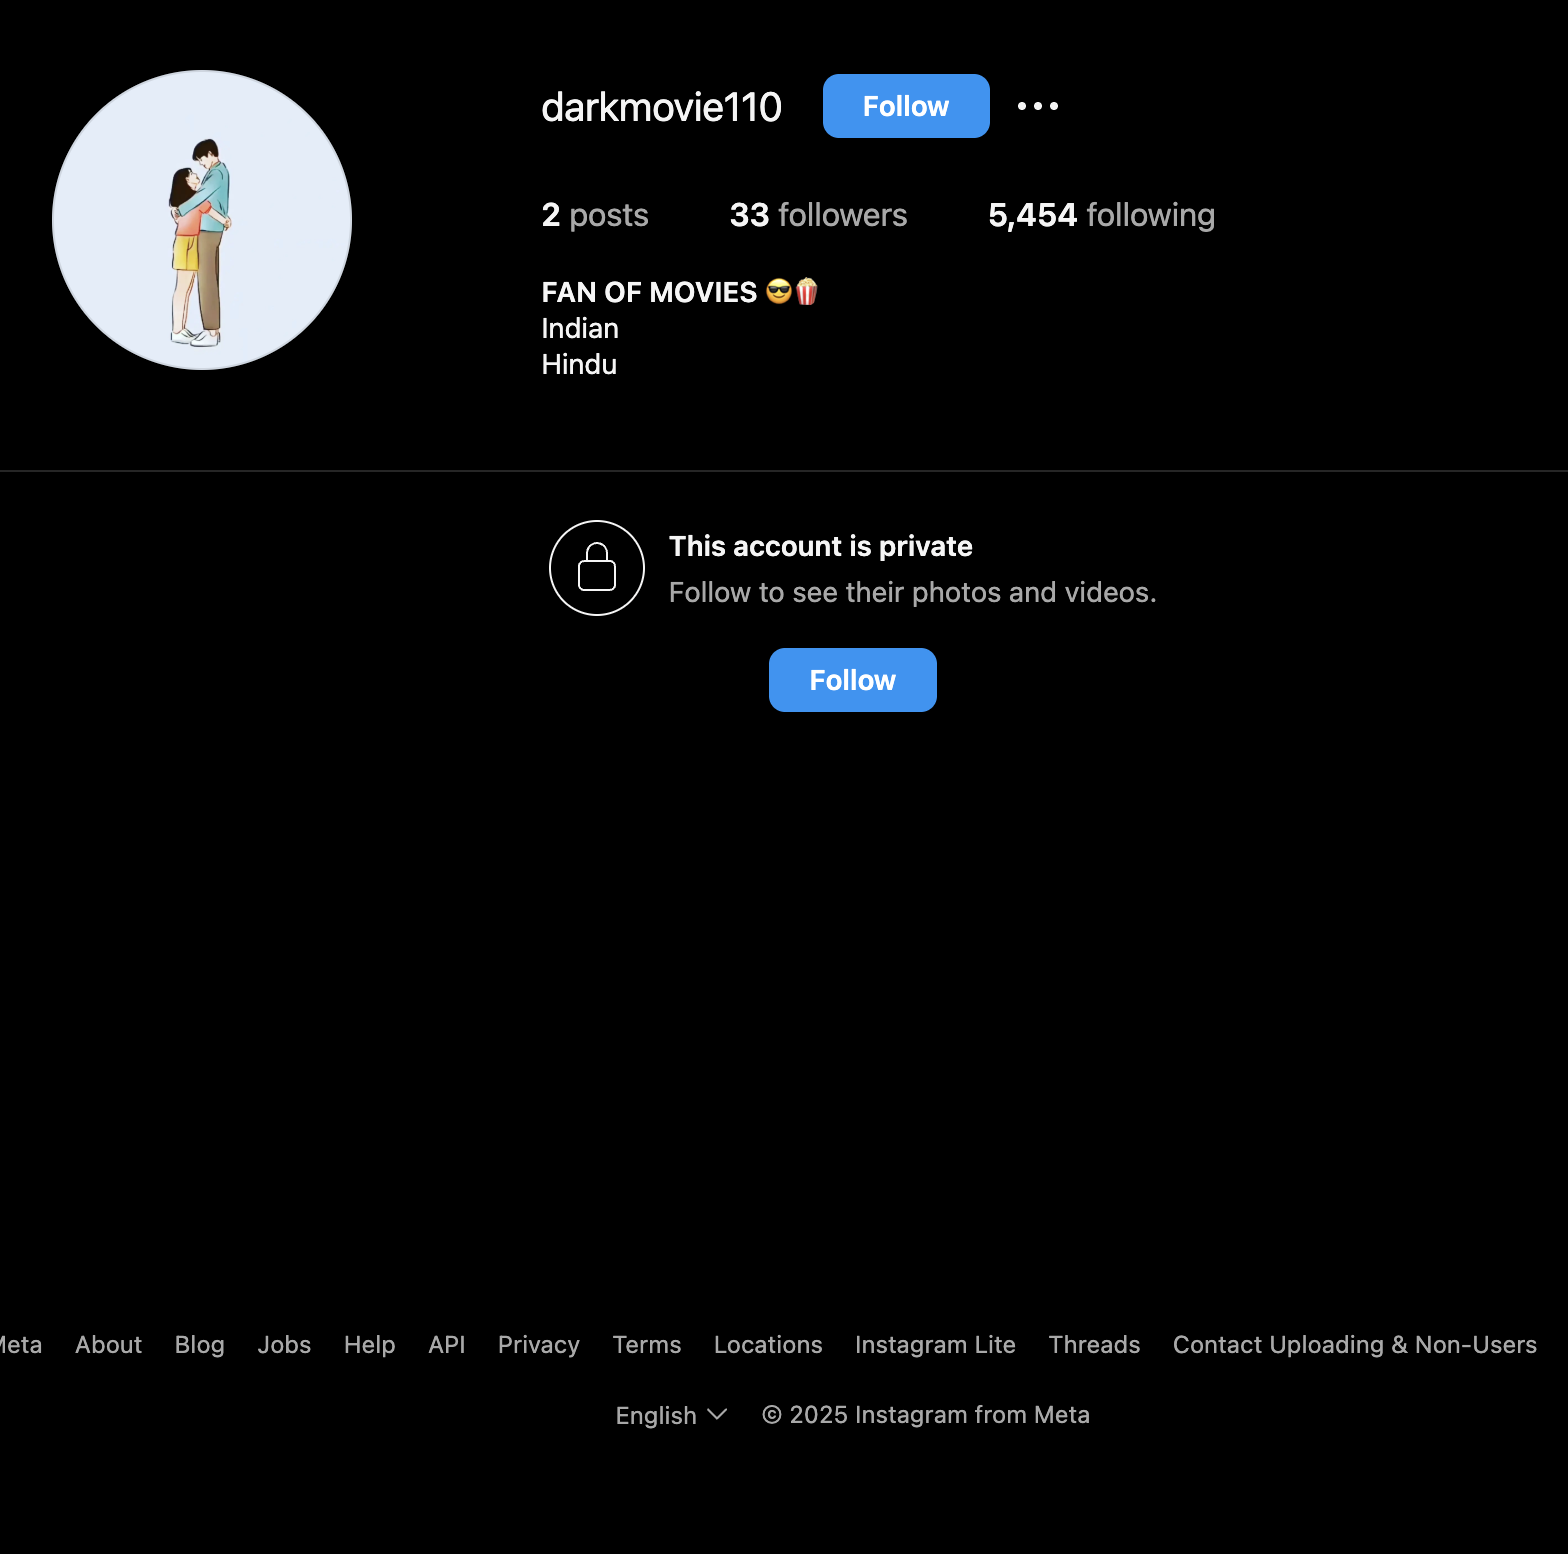 darkmovie110 Follow
2 posts 33 followers 5,454 following
FAN OF MOVIES 😎🍿
Indian
Hindu
This account is private
Follow to see their photos and videos.
Follow
Meta About Blog Jobs Help API Privacy Terms Locations Instagram Lite Threads Contact Uploading & Non-Users
English © 2025 Instagram from Meta